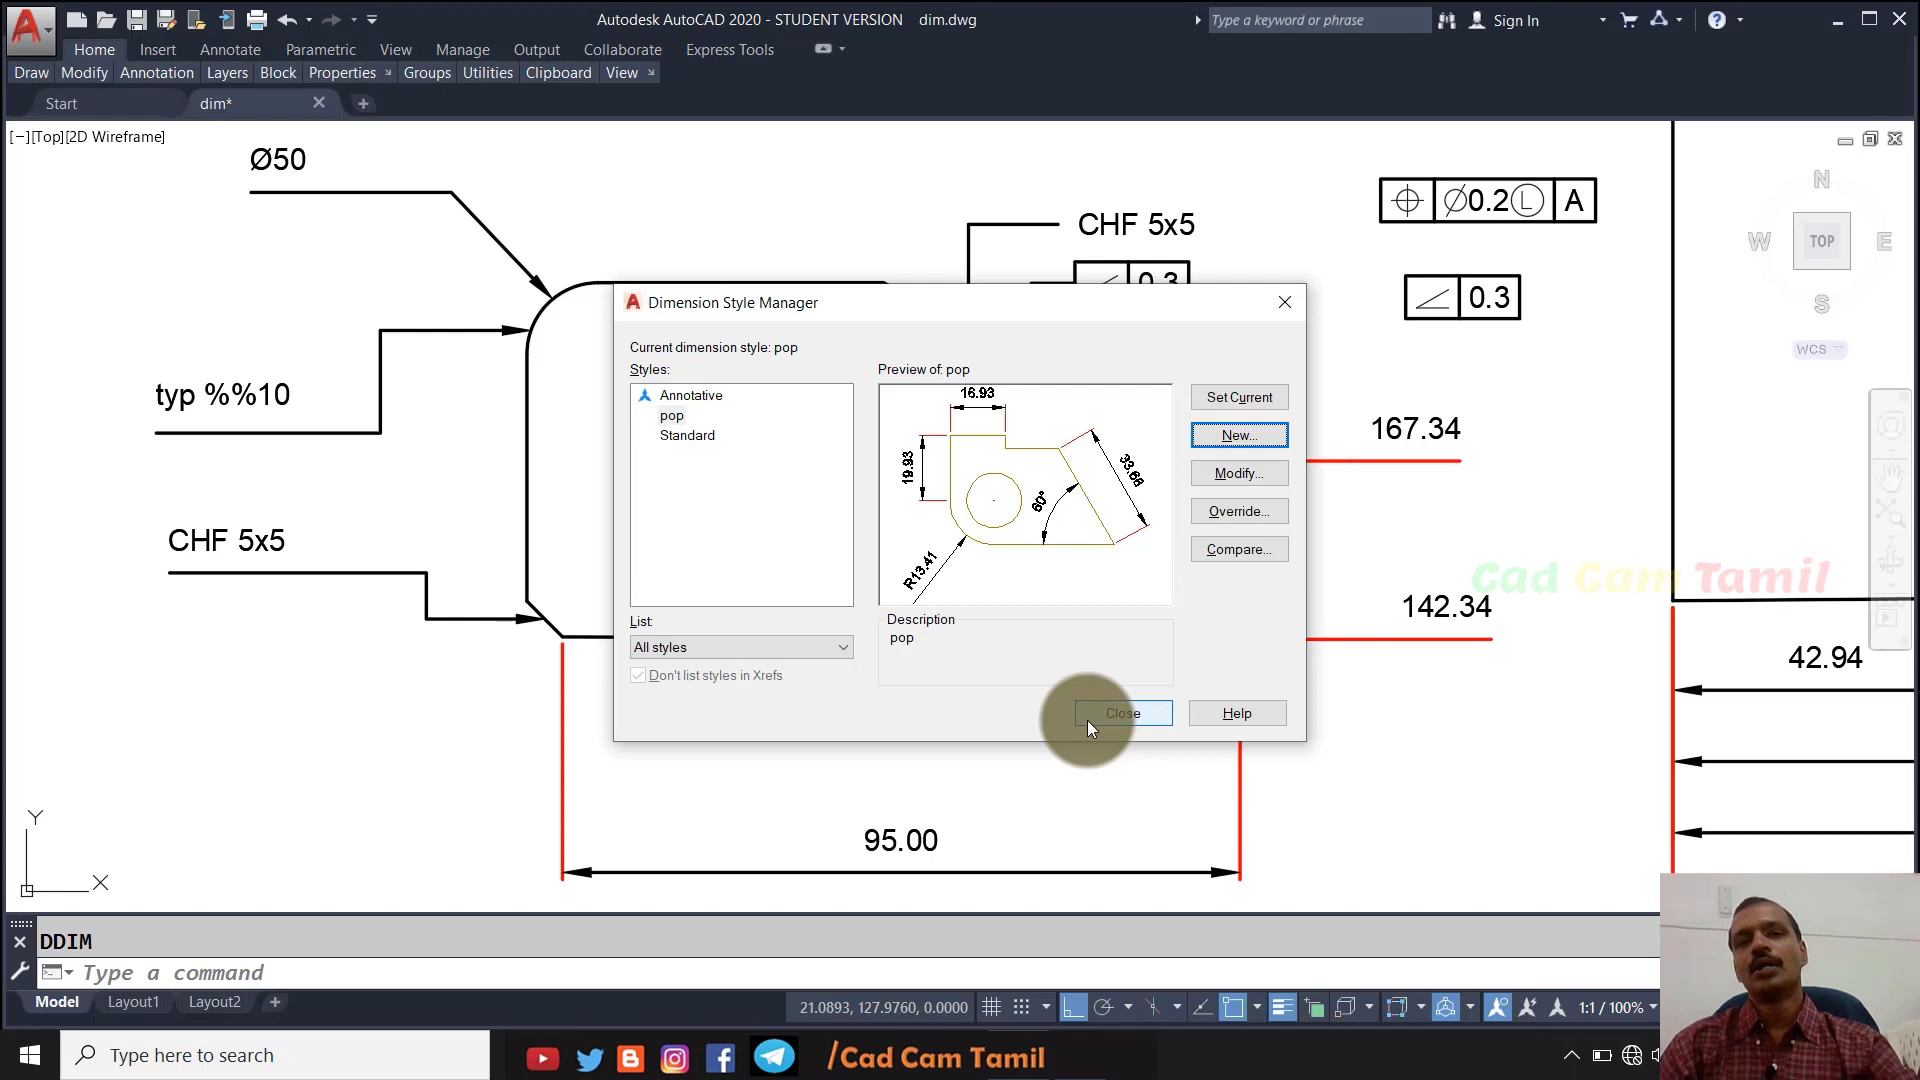 Autodesk AutoCAD 2020 - STUDENT VERSION dim.dwg
Type a keyword or phrase
Sign In
Home Insert Annotate Parametric View Manage Output Collaborate Express Tools
Draw Modify Annotation Layers Block Properties Groups Utilities Clipboard View
Start dim*
[−][Top][2D Wireframe]
Ø50
CHF 5x5
0.3
Ø0.2Ⓛ A
0.3
N
W TOP E
S
WCS
typ %%10
CHF 5x5
167.34
142.34
42.94
95.00
Dimension Style Manager
Current dimension style: pop
Styles:
Annotative
pop
Standard
List:
All styles
Don't list styles in Xrefs
Preview of: pop
16.93
19.93
60°
33.68
R13.41
Description
pop
Set Current
New...
Modify...
Override...
Compare...
Close
Help
Cad Cam Tamil
Y
X
DDIM
Type a command
Model Layout1 Layout2
21.0893, 127.9760, 0.0000
1:1 / 100%
Type here to search
/Cad Cam Tamil